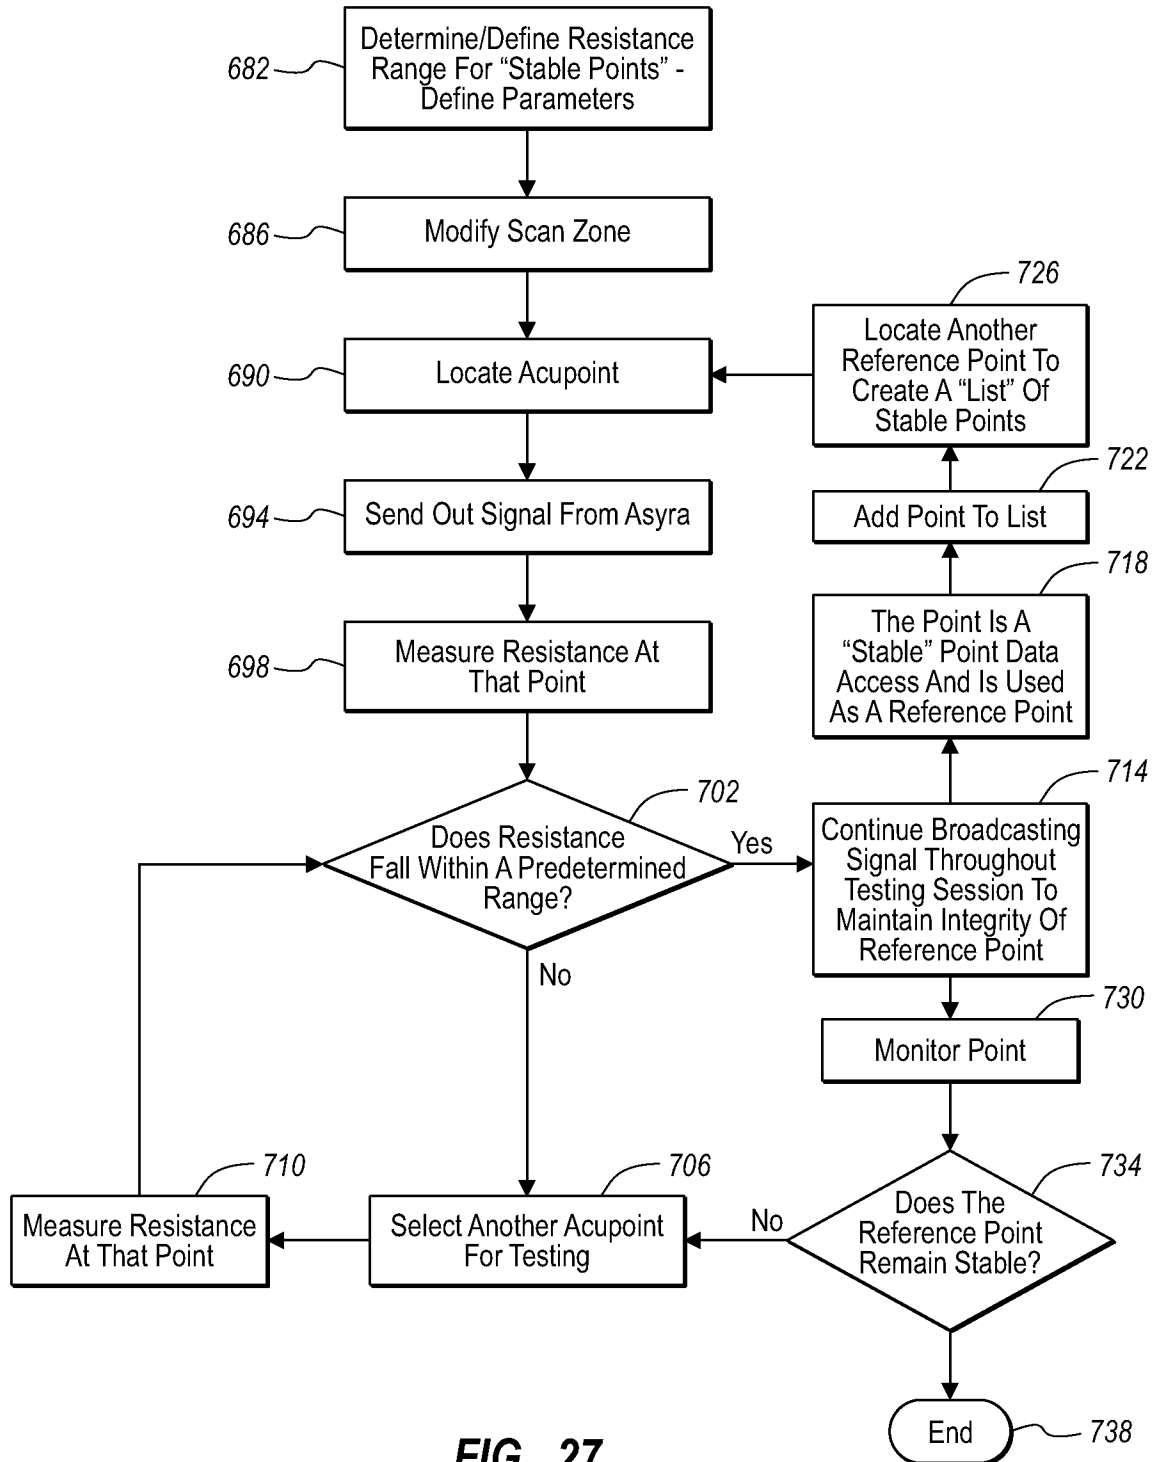 Determine/Define Resistance
Range For “Stable Points” -
Define Parameters
682
Modify Scan Zone
686
Locate Acupoint
690
Send Out Signal From Asyra
694
Measure Resistance At
That Point
698
Does Resistance
Fall Within A Predetermined
Range?
702
Yes
No
726
Locate Another
Reference Point To
Create A “List” Of
Stable Points
722
Add Point To List
718
The Point Is A
“Stable” Point Data
Access And Is Used
As A Reference Point
714
Continue Broadcasting
Signal Throughout
Testing Session To
Maintain Integrity Of
Reference Point
730
Monitor Point
734
Does The
Reference Point
Remain Stable?
No
706
Select Another Acupoint
For Testing
710
Measure Resistance
At That Point
End
738
FIG. 27